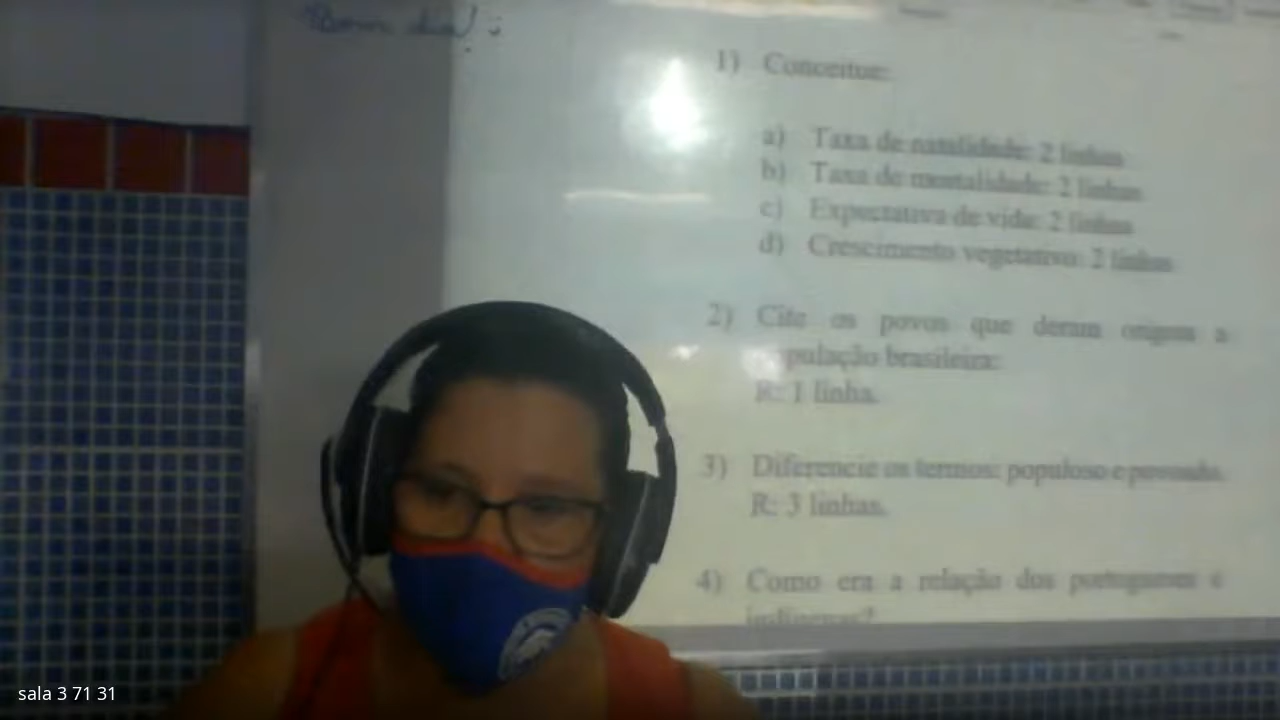 Bom dia! :
1) Conceitue:
a) Taxa de natalidade: 2 linhas
b) Taxa de mortalidade: 2 linhas
c) Expectativa de vida: 2 linhas
d) Crescimento vegetativo: 2 linhas
2) Cite os povos que deram origem a
pulação brasileira:
R: 1 linha.
3) Diferencie os termos: populoso e povoado.
R: 3 linhas.
4) Como era a relação dos portugueses e
indígenas?
sala 3 71 31